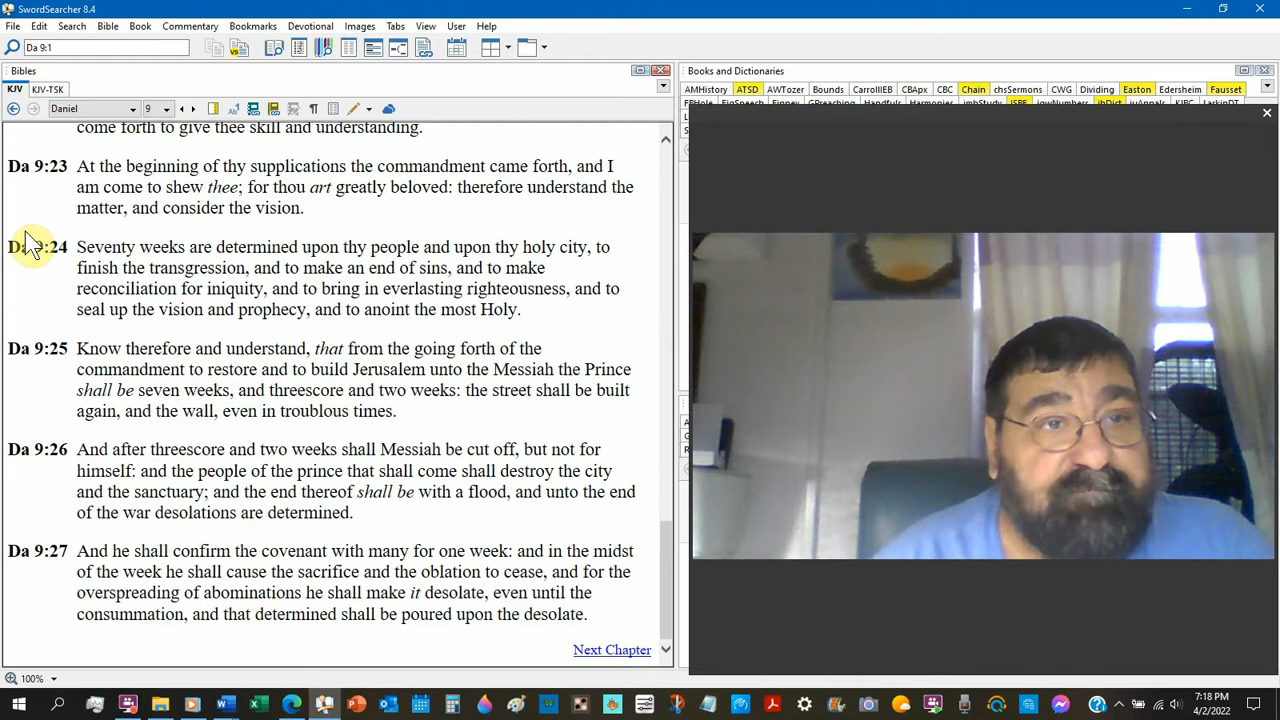 SwordSearcher 8.4
File Edit Search Bible Book Commentary Bookmarks Devotional Images Tabs View User Help
Da 9:1
Bibles
Books and Dictionaries
KJV KJV-TSK
AMHistory ATSD AWTozer Bounds CarrollIEB CBApx CBC Chain chsSermons CWG Dividing Easton Edersheim Fausset
Daniel 9
come forth to give thee skill and understanding.
Da 9:23 At the beginning of thy supplications the commandment came forth, and I
am come to shew thee; for thou art greatly beloved: therefore understand the
matter, and consider the vision.
Da 9:24 Seventy weeks are determined upon thy people and upon thy holy city, to
finish the transgression, and to make an end of sins, and to make
reconciliation for iniquity, and to bring in everlasting righteousness, and to
seal up the vision and prophecy, and to anoint the most Holy.
Da 9:25 Know therefore and understand, that from the going forth of the
commandment to restore and to build Jerusalem unto the Messiah the Prince
shall be seven weeks, and threescore and two weeks: the street shall be built
again, and the wall, even in troublous times.
Da 9:26 And after threescore and two weeks shall Messiah be cut off, but not for
himself: and the people of the prince that shall come shall destroy the city
and the sanctuary; and the end thereof shall be with a flood, and unto the end
of the war desolations are determined.
Da 9:27 And he shall confirm the covenant with many for one week: and in the midst
of the week he shall cause the sacrifice and the oblation to cease, and for the
overspreading of abominations he shall make it desolate, even until the
consummation, and that determined shall be poured upon the desolate.
Next Chapter
100%
7:18 PM
4/2/2022